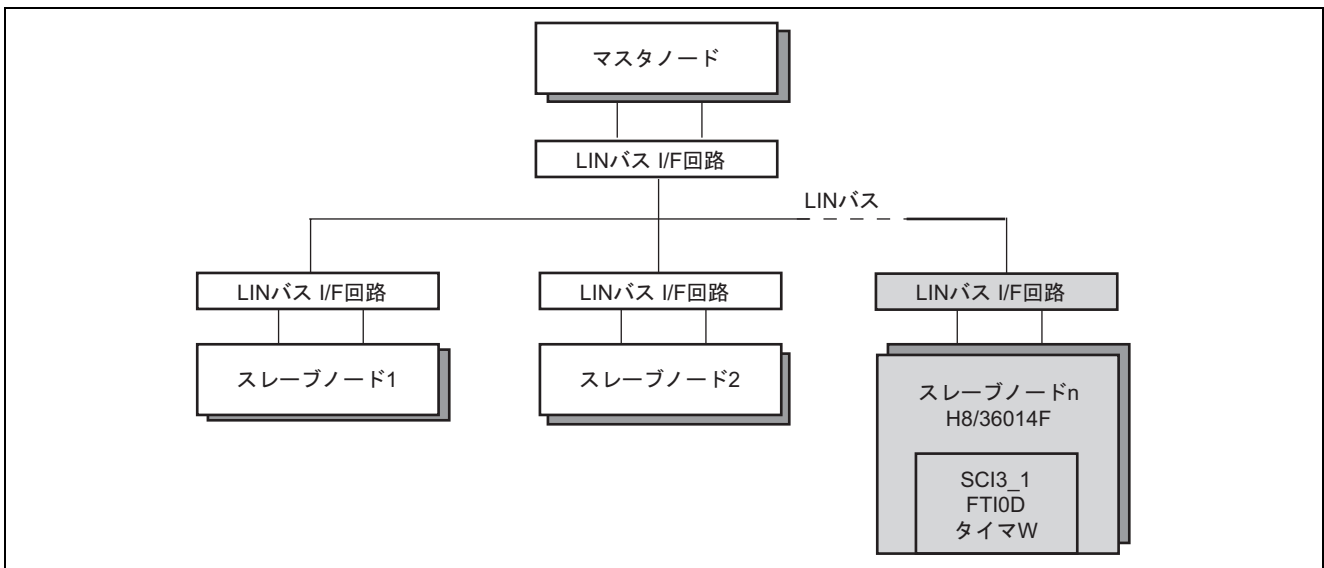 マスタノード
LINバス I/F回路
LINバス
LINバス I/F回路
LINバス I/F回路
LINバス I/F回路
スレーブノード1
スレーブノード2
スレーブノードn
H8/36014F
SCI3_1
FTI0D
タイマW